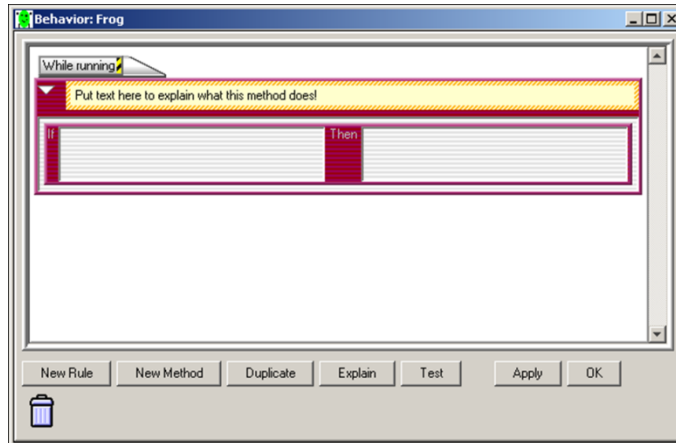 Behavior: Frog
While running
Put text here to explain what this method does!
If Then
New Rule New Method Duplicate Explain Test Apply OK